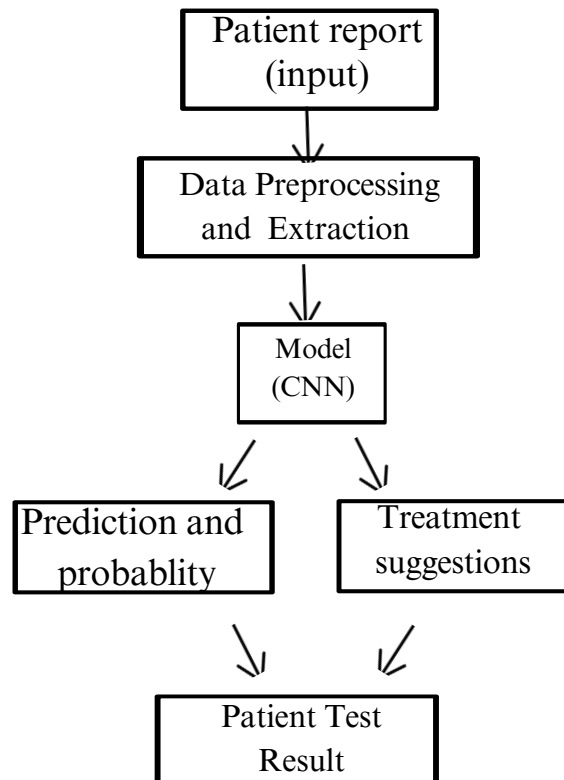 Patient report
(input)
Data Preprocessing
and Extraction
Model
(CNN)
Prediction and
probablity
Treatment
suggestions
Patient Test
Result